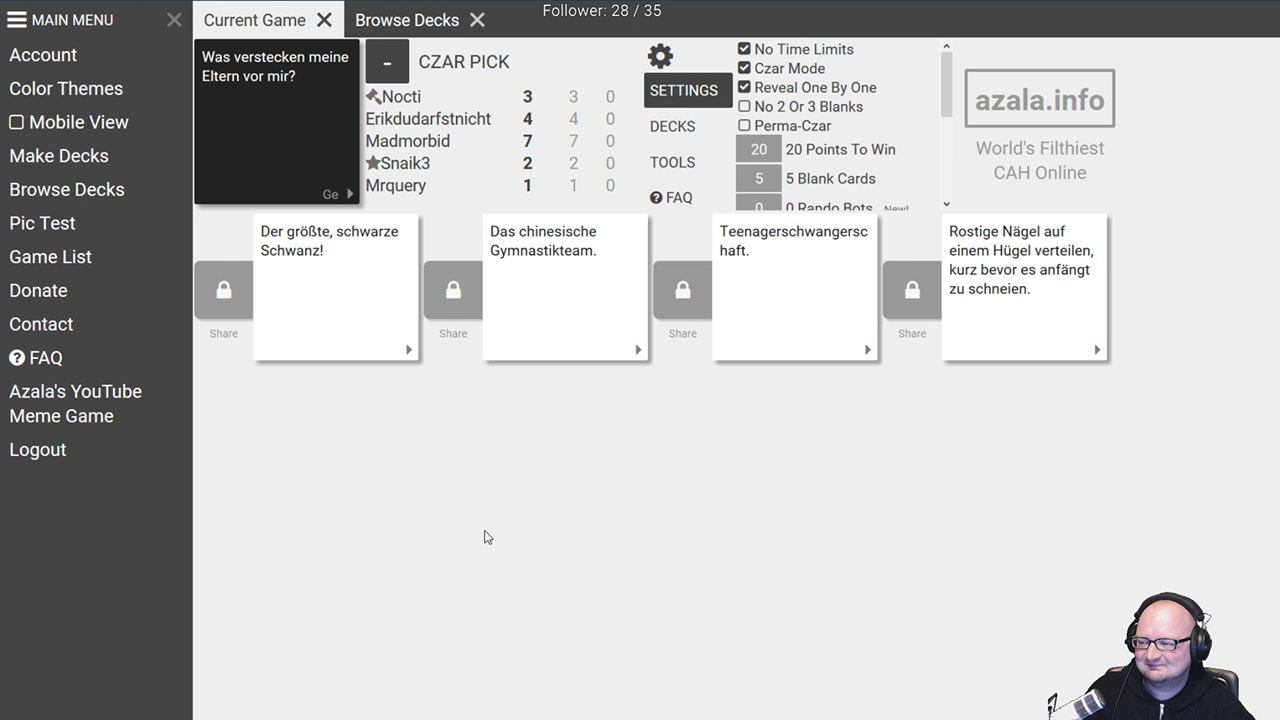 Follower: 28 / 35
MAIN MENU
Account
Color Themes
Mobile View
Make Decks
Browse Decks
Pic Test
Game List
Donate
Contact
FAQ
Azala's YouTube
Meme Game
Logout
Current Game
Browse Decks
Was verstecken meine
Eltern vor mir?
Ge
-
CZAR PICK
Nocti 3 3 0
Erikdudarfstnicht 4 4 0
Madmorbid 7 7 0
Snaik3 2 2 0
Mrquery 1 1 0
SETTINGS
DECKS
TOOLS
FAQ
No Time Limits
Czar Mode
Reveal One By One
No 2 Or 3 Blanks
Perma-Czar
20 20 Points To Win
5 5 Blank Cards
0 0 Rando Bots New!
azala.info
World's Filthiest
CAH Online
Share
Der größte, schwarze
Schwanz!
Share
Das chinesische
Gymnastikteam.
Share
Teenagerschwangersc
haft.
Share
Rostige Nägel auf
einem Hügel verteilen,
kurz bevor es anfängt
zu schneien.